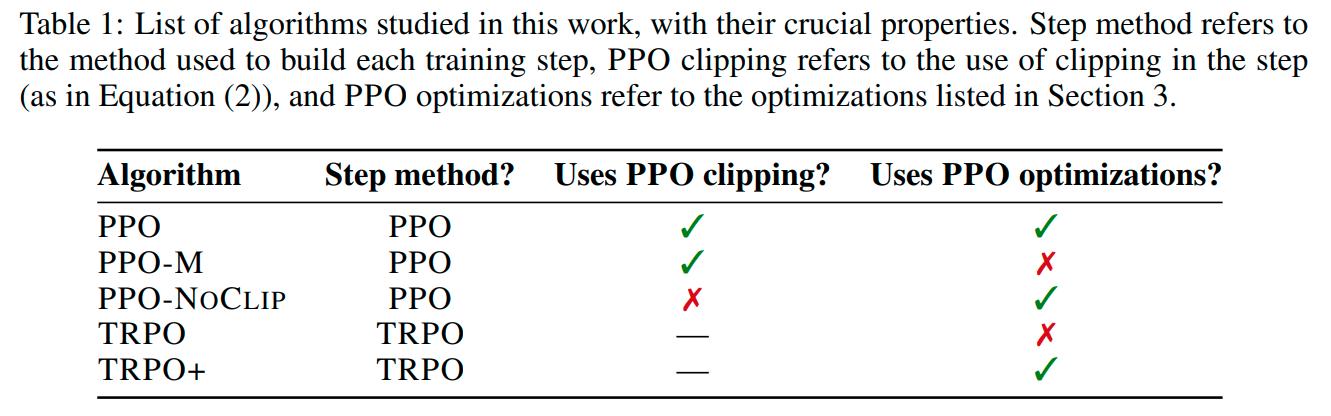 Table 1: List of algorithms studied in this work, with their crucial properties. Step method refers to
the method used to build each training step, PPO clipping refers to the use of clipping in the step
(as in Equation (2)), and PPO optimizations refer to the optimizations listed in Section 3.
Algorithm Step method? Uses PPO clipping? Uses PPO optimizations?
PPO PPO ✓ ✓
PPO-M PPO ✓ ✗
PPO-NOCLIP PPO ✗ ✓
TRPO TRPO — ✗
TRPO+ TRPO — ✓